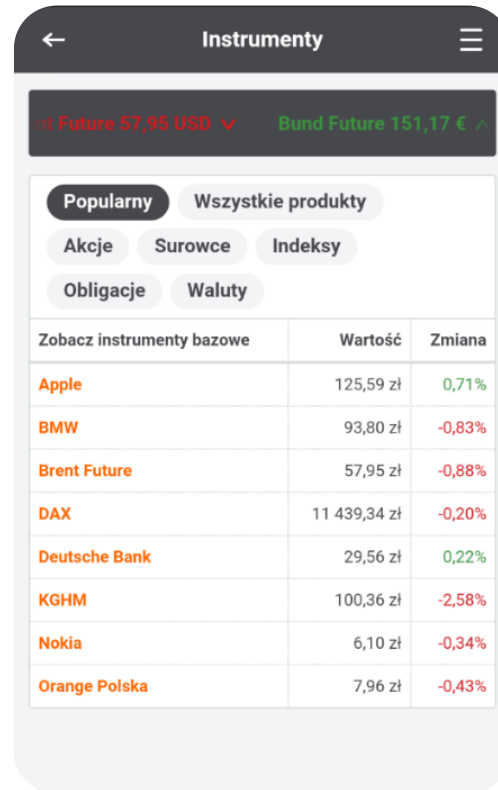 Instrumenty
nt Future 57,95 USD Bund Future 151,17 €
Popularny Wszystkie produkty
Akcje Surowce Indeksy
Obligacje Waluty
Zobacz instrumenty bazowe Wartość Zmiana
Apple 125,59 zł 0,71%
BMW 93,80 zł -0,83%
Brent Future 57,95 zł -0,88%
DAX 11 439,34 zł -0,20%
Deutsche Bank 29,56 zł 0,22%
KGHM 100,36 zł -2,58%
Nokia 6,10 zł -0,34%
Orange Polska 7,96 zł -0,43%